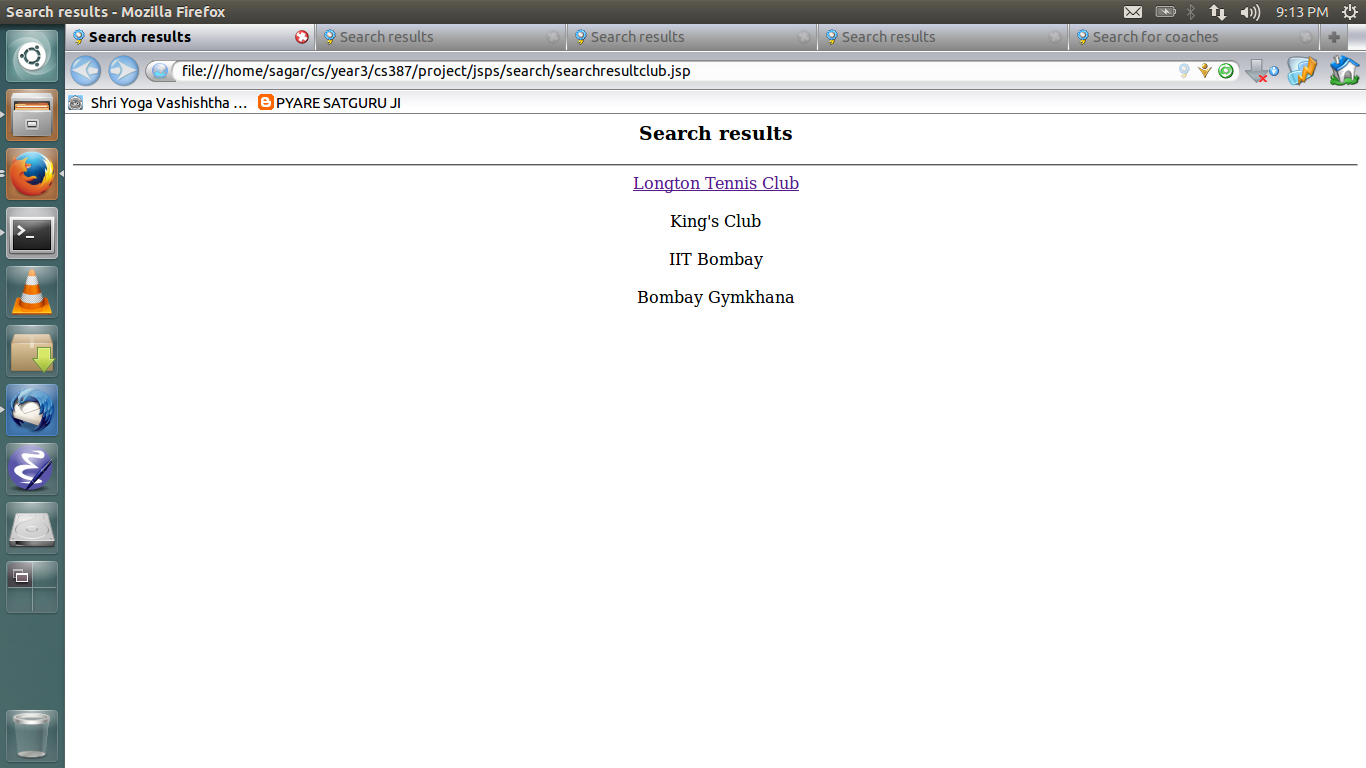 Search results - Mozilla Firefox
9:13 PM
Search results
Search results
Search results
Search results
Search for coaches
file:///home/sagar/cs/year3/cs387/project/jsps/search/searchresultclub.jsp
Shri Yoga Vashishtha ...
PYARE SATGURU JI
Search results
Longton Tennis Club
King's Club
IIT Bombay
Bombay Gymkhana